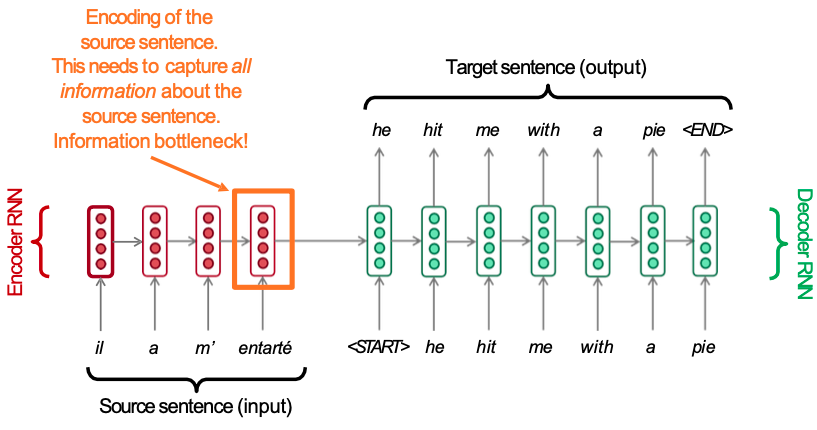 Encoding of the
source sentence.
This needs to capture all
information about the
source sentence.
Information bottleneck!
Target sentence (output)
he hit me with a pie <END>
Encoder RNN
Decoder RNN
il a m’ entarté
<START> he hit me with a pie
Source sentence (input)